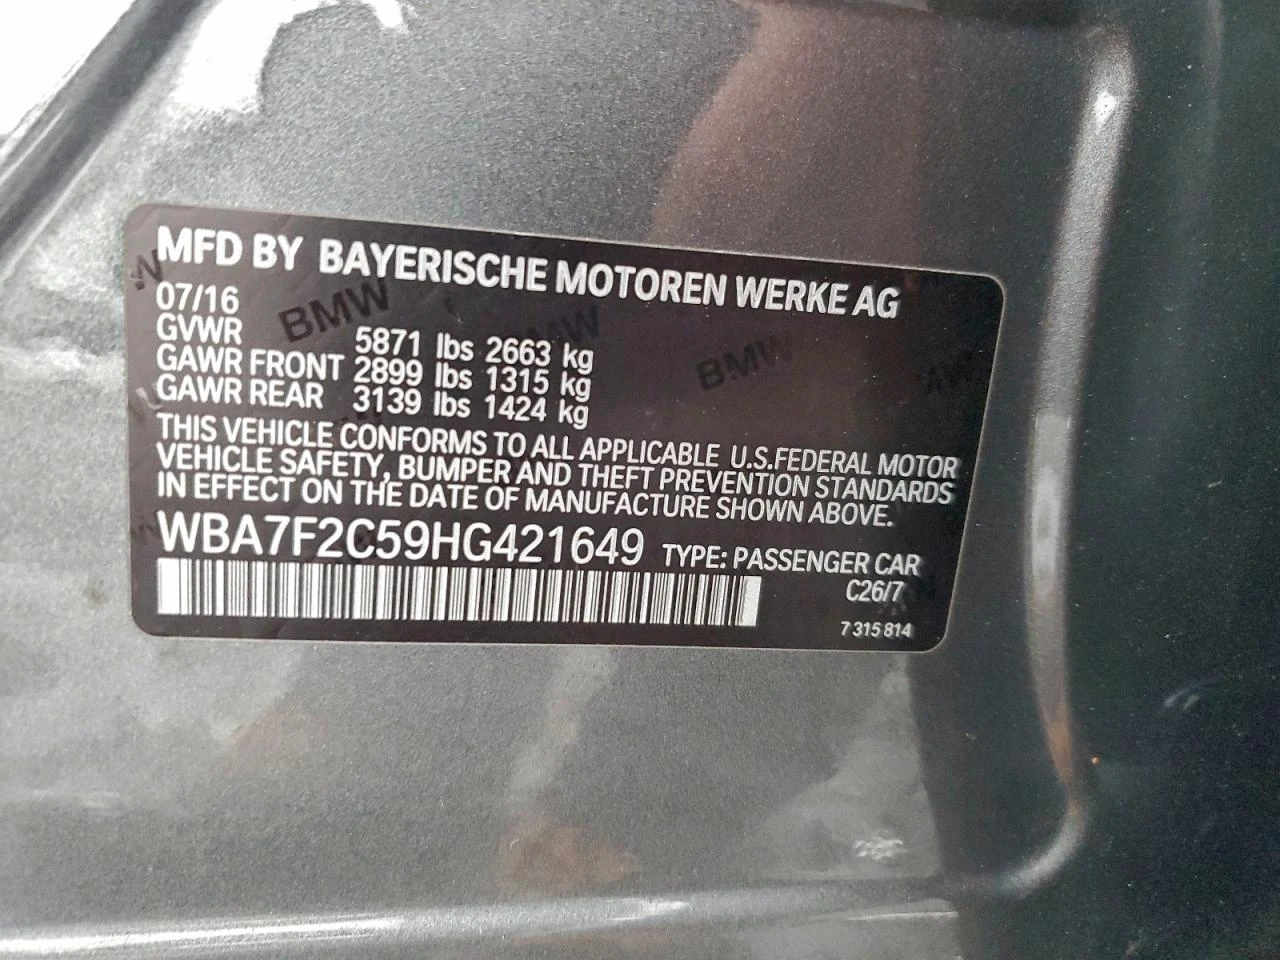 MFD BY BAYERISCHE MOTOREN WERKE AG
07/16
GVWR 5871 lbs 2663 kg
GAWR FRONT 2899 lbs 1315 kg
GAWR REAR 3139 lbs 1424 kg
THIS VEHICLE CONFORMS TO ALL APPLICABLE U.S.FEDERAL MOTOR
VEHICLE SAFETY, BUMPER AND THEFT PREVENTION STANDARDS
IN EFFECT ON THE DATE OF MANUFACTURE SHOWN ABOVE.
WBA7F2C59HG421649 TYPE: PASSENGER CAR
C26/7
7 315 814
BMW
BMW